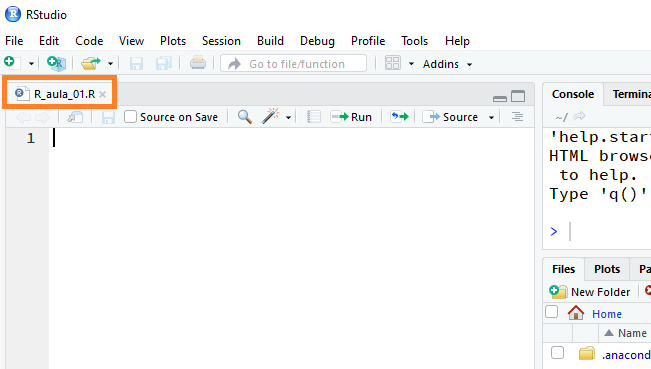 RStudio
File Edit Code View Plots Session Build Debug Profile Tools Help
Go to file/function Addins
R_aula_01.R
Source on Save Run Source
1
Console Termina
~/
'help.star
HTML browse
to help.
Type 'q()'
>
Files Plots Pa
New Folder
Home
Name
.anacond